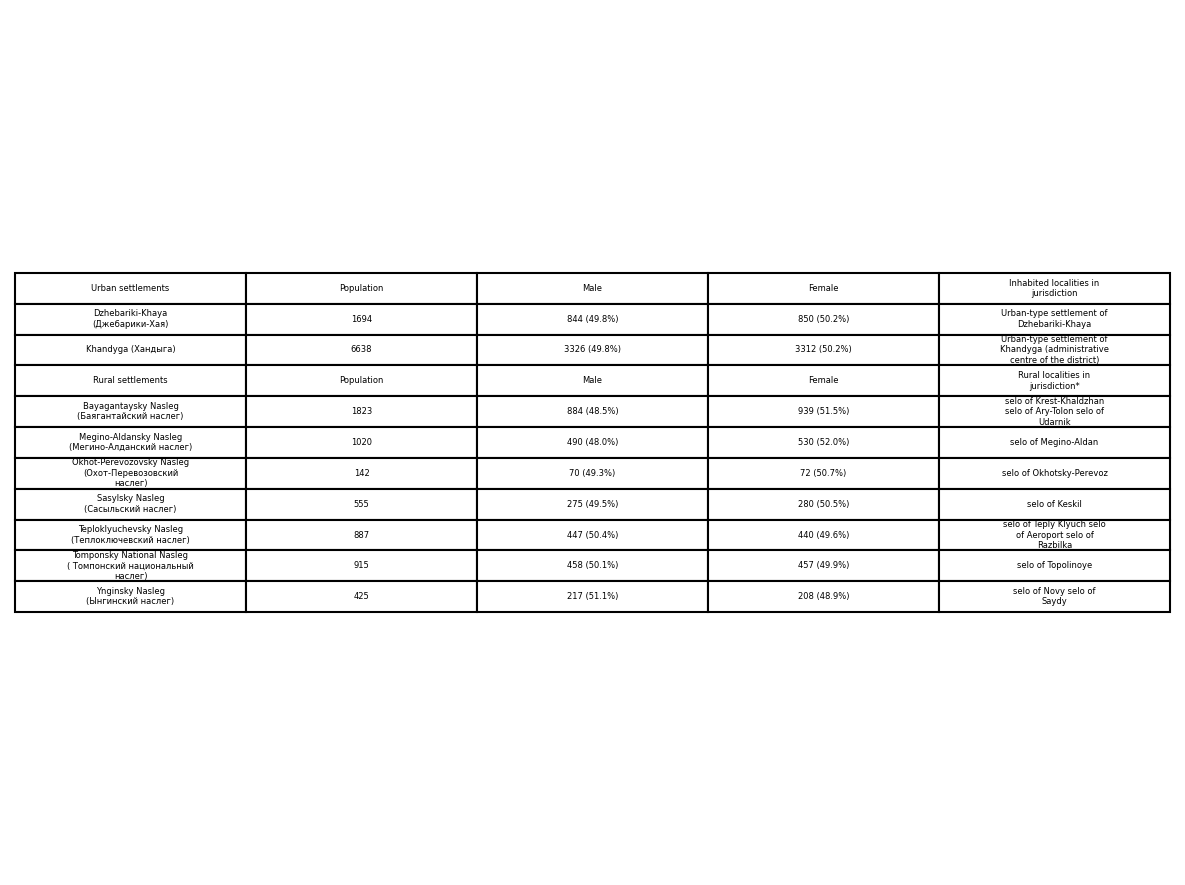 Urban settlements
Population
Male
Female
Inhabited localities in
jurisdiction
Dzhebariki-Khaya
(Джебарики-Хая)
1694
844 (49.8%)
850 (50.2%)
Urban-type settlement of
Dzhebariki-Khaya
Khandyga (Хандыга)
6638
3326 (49.8%)
3312 (50.2%)
Urban-type settlement of
Khandyga (administrative
centre of the district)
Rural settlements
Population
Male
Female
Rural localities in
jurisdiction*
Bayagantaysky Nasleg
(Баягантайский наслег)
1823
884 (48.5%)
939 (51.5%)
selo of Krest-Khaldzhan
selo of Ary-Tolon selo of
Udarnik
Megino-Aldansky Nasleg
(Мегино-Алданский наслег)
1020
490 (48.0%)
530 (52.0%)
selo of Megino-Aldan
Okhot-Perevozovsky Nasleg
(Охот-Перевозовский
наслег)
142
70 (49.3%)
72 (50.7%)
selo of Okhotsky-Perevoz
Sasylsky Nasleg
(Сасыльский наслег)
555
275 (49.5%)
280 (50.5%)
selo of Keskil
Teploklyuchevsky Nasleg
(Теплоключевский наслег)
887
447 (50.4%)
440 (49.6%)
selo of Teply Klyuch selo
of Aeroport selo of
Razbilka
Tomponsky National Nasleg
( Томпонский национальный
наслег)
915
458 (50.1%)
457 (49.9%)
selo of Topolinoye
Ynginsky Nasleg
(Ынгинский наслег)
425
217 (51.1%)
208 (48.9%)
selo of Novy selo of
Saydy